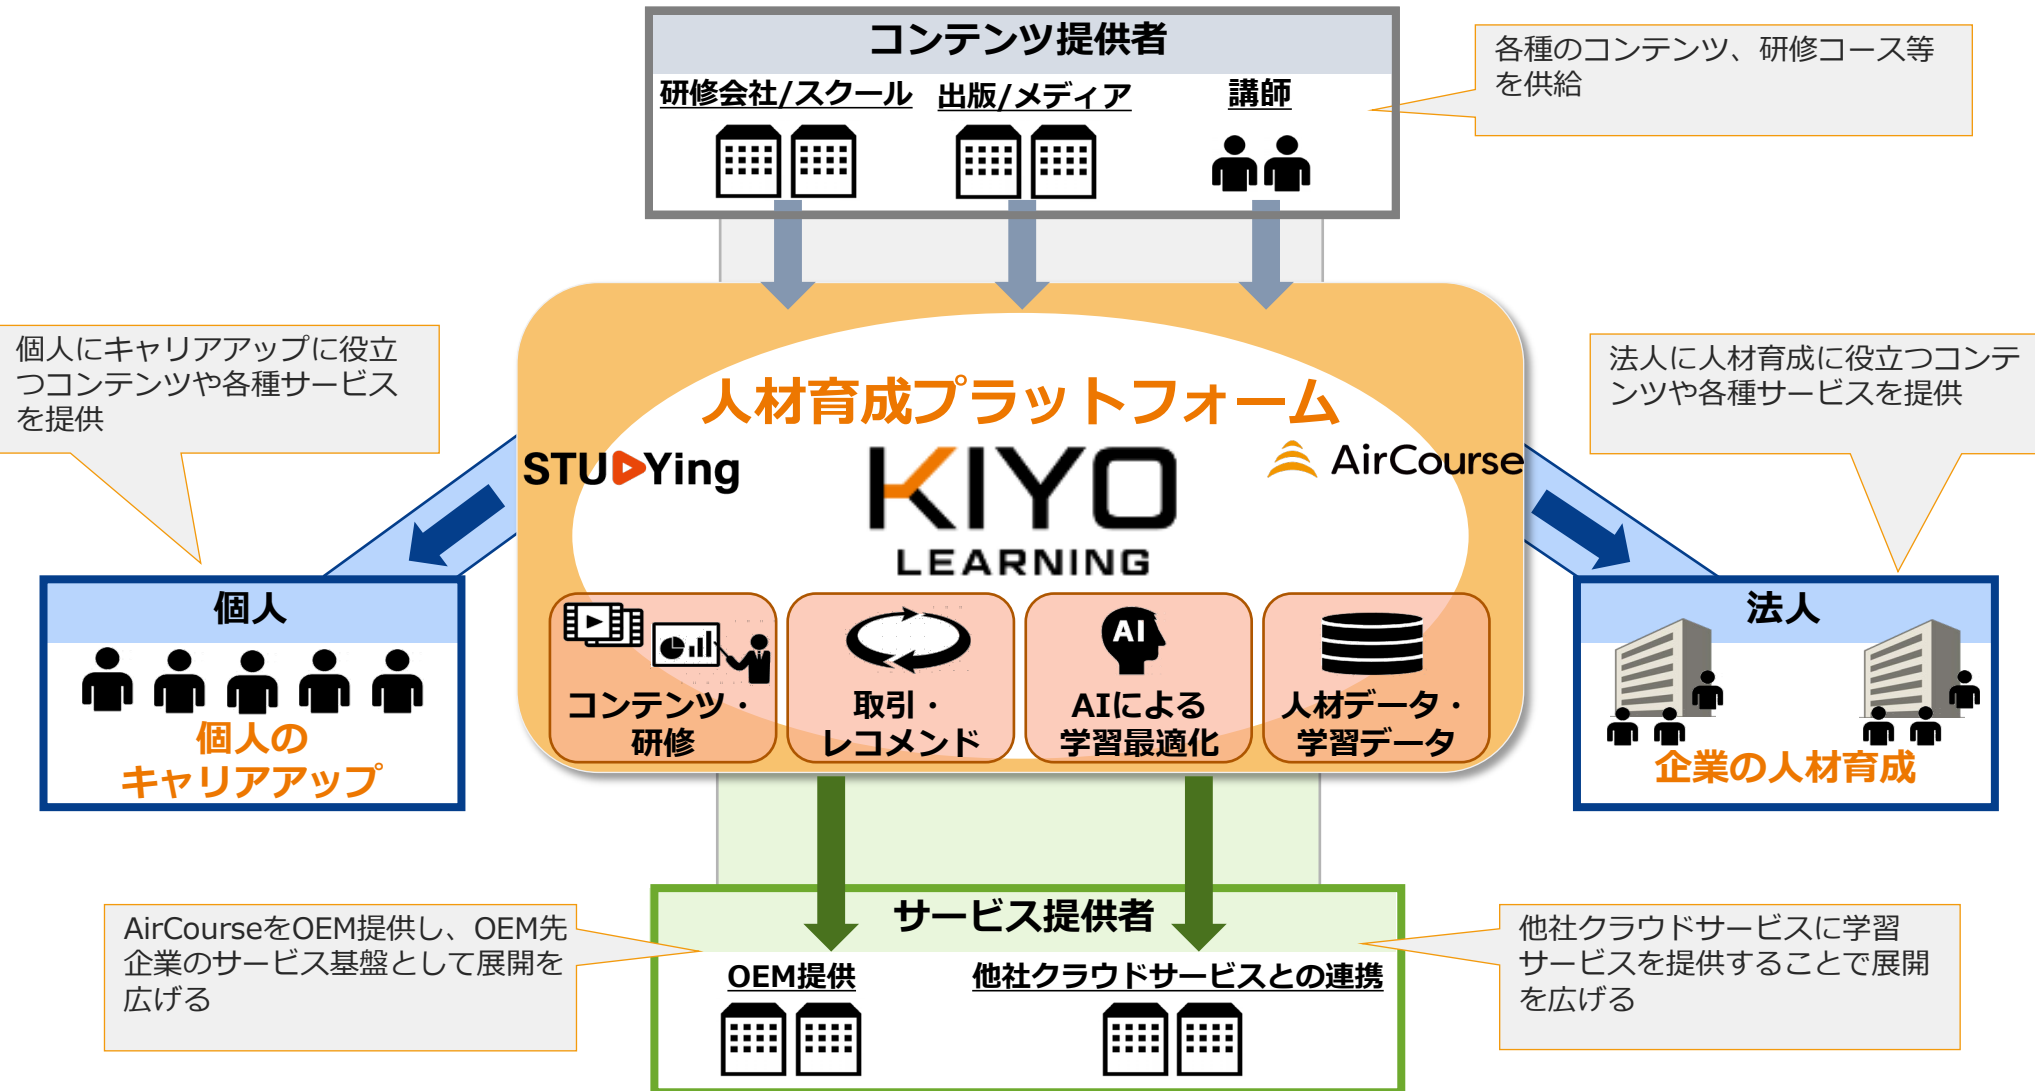 コンテンツ提供者
研修会社/スクール
出版/メディア
講師
各種のコンテンツ、研修コース等
を供給
個人にキャリアアップに役立
つコンテンツや各種サービス
を提供
法人に人材育成に役立つコンテ
ンツや各種サービスを提供
人材育成プラットフォーム
STUDYing
KIYO
LEARNING
AirCourse
個人
個人の
キャリアアップ
コンテンツ・
研修
取引・
レコメンド
AI
AIによる
学習最適化
人材データ・
学習データ
法人
企業の人材育成
サービス提供者
AirCourseをOEM提供し、OEM先
企業のサービス基盤として展開を
広げる
OEM提供
他社クラウドサービスとの連携
他社クラウドサービスに学習
サービスを提供することで展開
を広げる